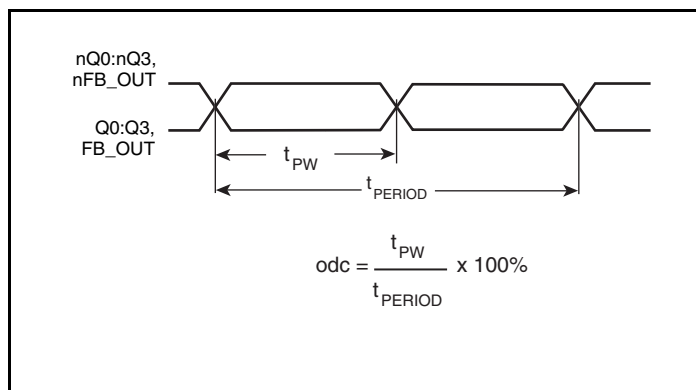 nQ0:nQ3,
nFB_OUT
Q0:Q3,
FB_OUT
tPW
tPERIOD
odc = tPW / tPERIOD x 100%